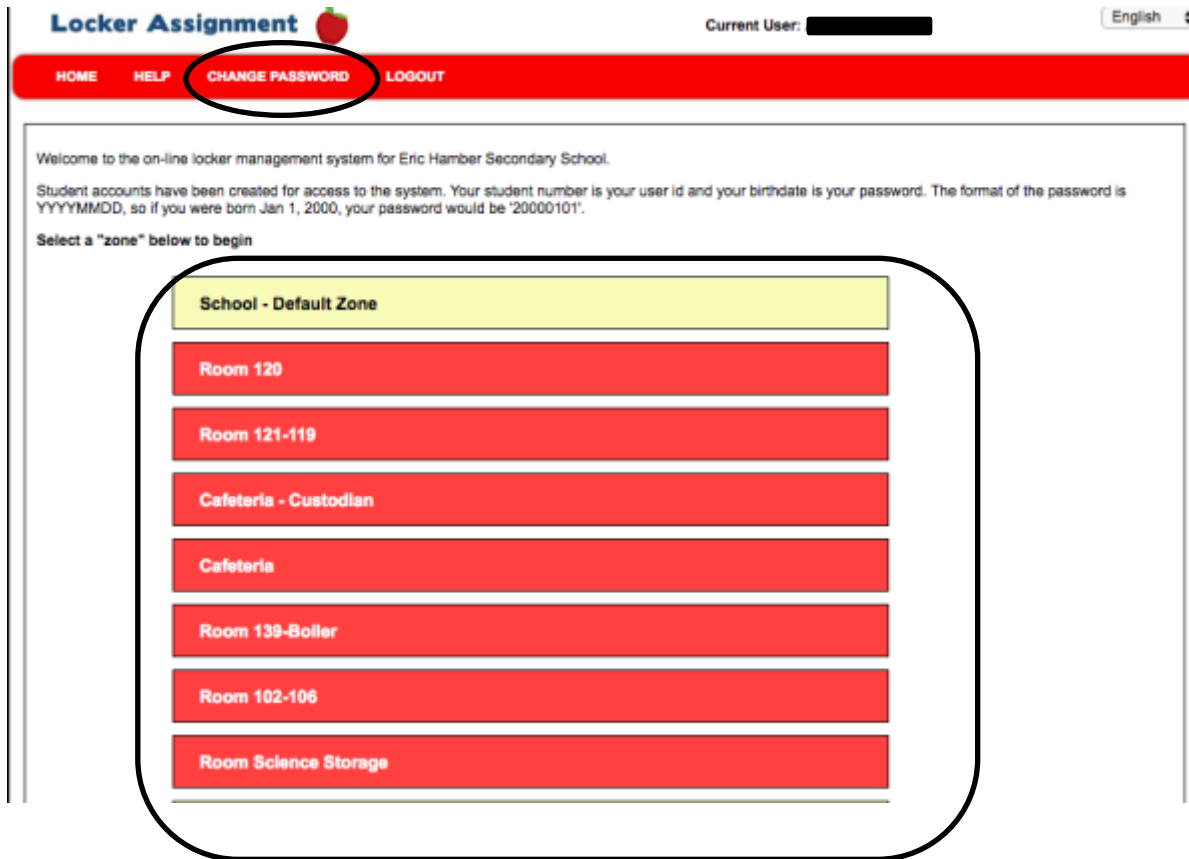 Locker Assignment
Current User:
English
HOME HELP CHANGE PASSWORD LOGOUT
Welcome to the on-line locker management system for Eric Hamber Secondary School.
Student accounts have been created for access to the system. Your student number is your user id and your birthdate is your password. The format of the password is
YYYYMMDD, so if you were born Jan 1, 2000, your password would be '20000101'.
Select a "zone" below to begin
School - Default Zone
Room 120
Room 121-119
Cafeteria - Custodian
Cafeteria
Room 139-Boiler
Room 102-106
Room Science Storage